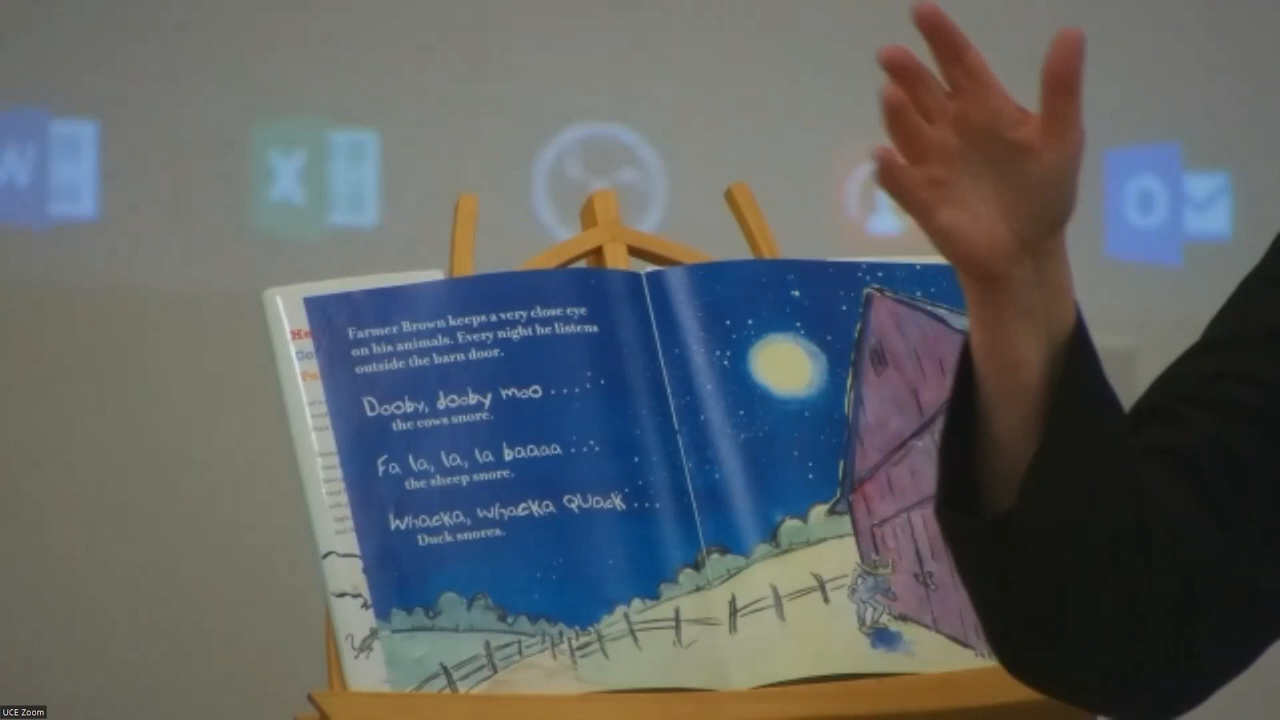 W
X
O
He
Go
Farmer Brown keeps a very close eye
on his animals. Every night he listens
outside the barn door.
Dooby, dooby moo . . . . . .
the cows snore.
Fa la, la, la baaaa . . .
the sheep snore.
Whacka, whacka quack . . .
Duck snores.
UCE Zoom